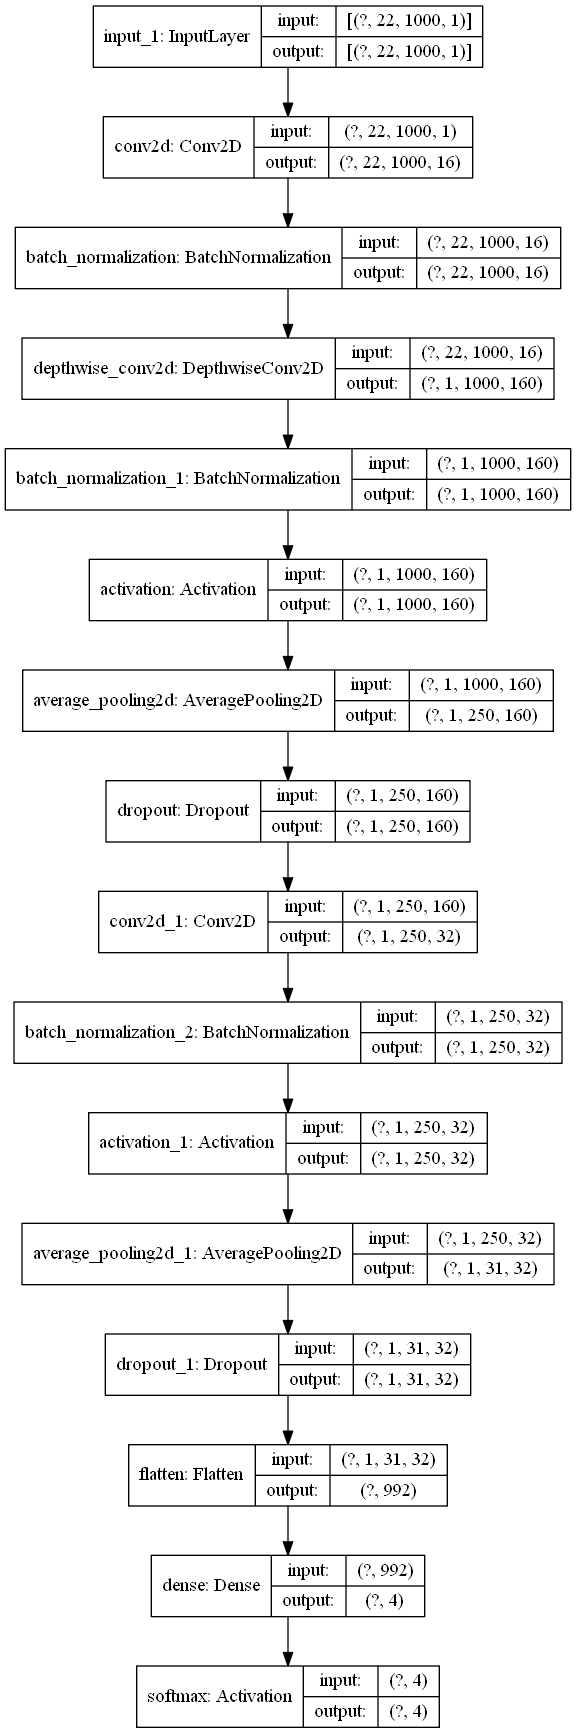 input_1: InputLayer
input: [(?, 22, 1000, 1)]
output: [(?, 22, 1000, 1)]
conv2d: Conv2D
input: (?, 22, 1000, 1)
output: (?, 22, 1000, 16)
batch_normalization: BatchNormalization
input: (?, 22, 1000, 16)
output: (?, 22, 1000, 16)
depthwise_conv2d: DepthwiseConv2D
input: (?, 22, 1000, 16)
output: (?, 1, 1000, 160)
batch_normalization_1: BatchNormalization
input: (?, 1, 1000, 160)
output: (?, 1, 1000, 160)
activation: Activation
input: (?, 1, 1000, 160)
output: (?, 1, 1000, 160)
average_pooling2d: AveragePooling2D
input: (?, 1, 1000, 160)
output: (?, 1, 250, 160)
dropout: Dropout
input: (?, 1, 250, 160)
output: (?, 1, 250, 160)
conv2d_1: Conv2D
input: (?, 1, 250, 160)
output: (?, 1, 250, 32)
batch_normalization_2: BatchNormalization
input: (?, 1, 250, 32)
output: (?, 1, 250, 32)
activation_1: Activation
input: (?, 1, 250, 32)
output: (?, 1, 250, 32)
average_pooling2d_1: AveragePooling2D
input: (?, 1, 250, 32)
output: (?, 1, 31, 32)
dropout_1: Dropout
input: (?, 1, 31, 32)
output: (?, 1, 31, 32)
flatten: Flatten
input: (?, 1, 31, 32)
output: (?, 992)
dense: Dense
input: (?, 992)
output: (?, 4)
softmax: Activation
input: (?, 4)
output: (?, 4)